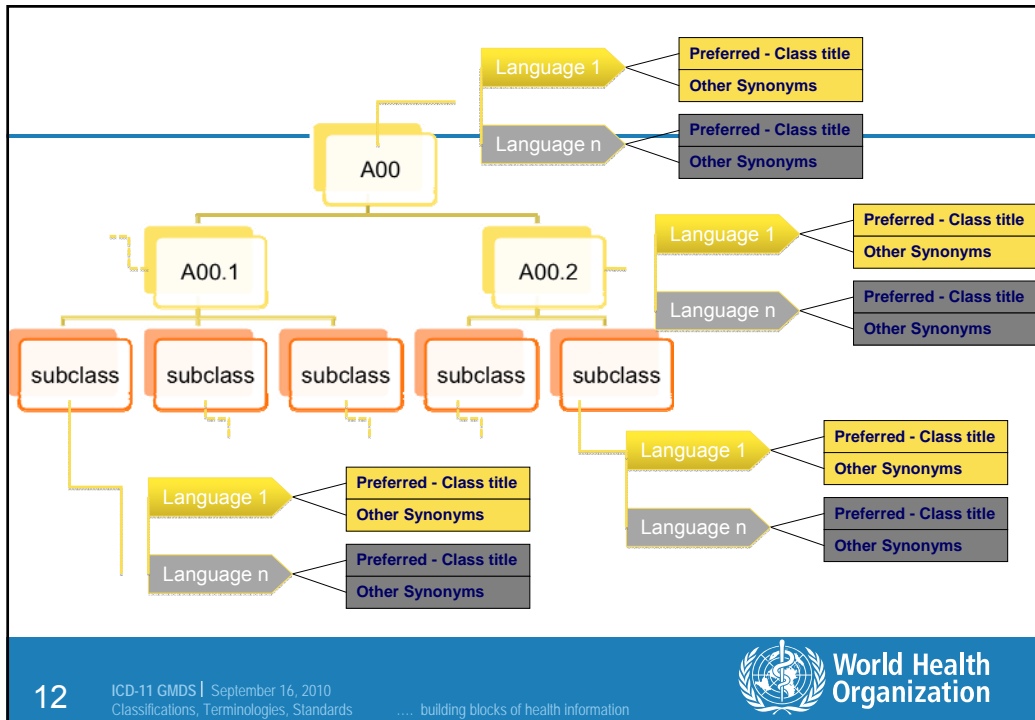 Language 1
Preferred - Class title
Other Synonyms
Language n
Preferred - Class title
Other Synonyms
A00
A00.1
A00.2
Language 1
Preferred - Class title
Other Synonyms
Language n
Preferred - Class title
Other Synonyms
subclass
subclass
subclass
subclass
subclass
Language 1
Preferred - Class title
Other Synonyms
Language n
Preferred - Class title
Other Synonyms
Language 1
Preferred - Class title
Other Synonyms
Language n
Preferred - Class title
Other Synonyms
12
ICD-11 GMDS | September 16, 2010
Classifications, Terminologies, Standards .... building blocks of health information
World Health
Organization